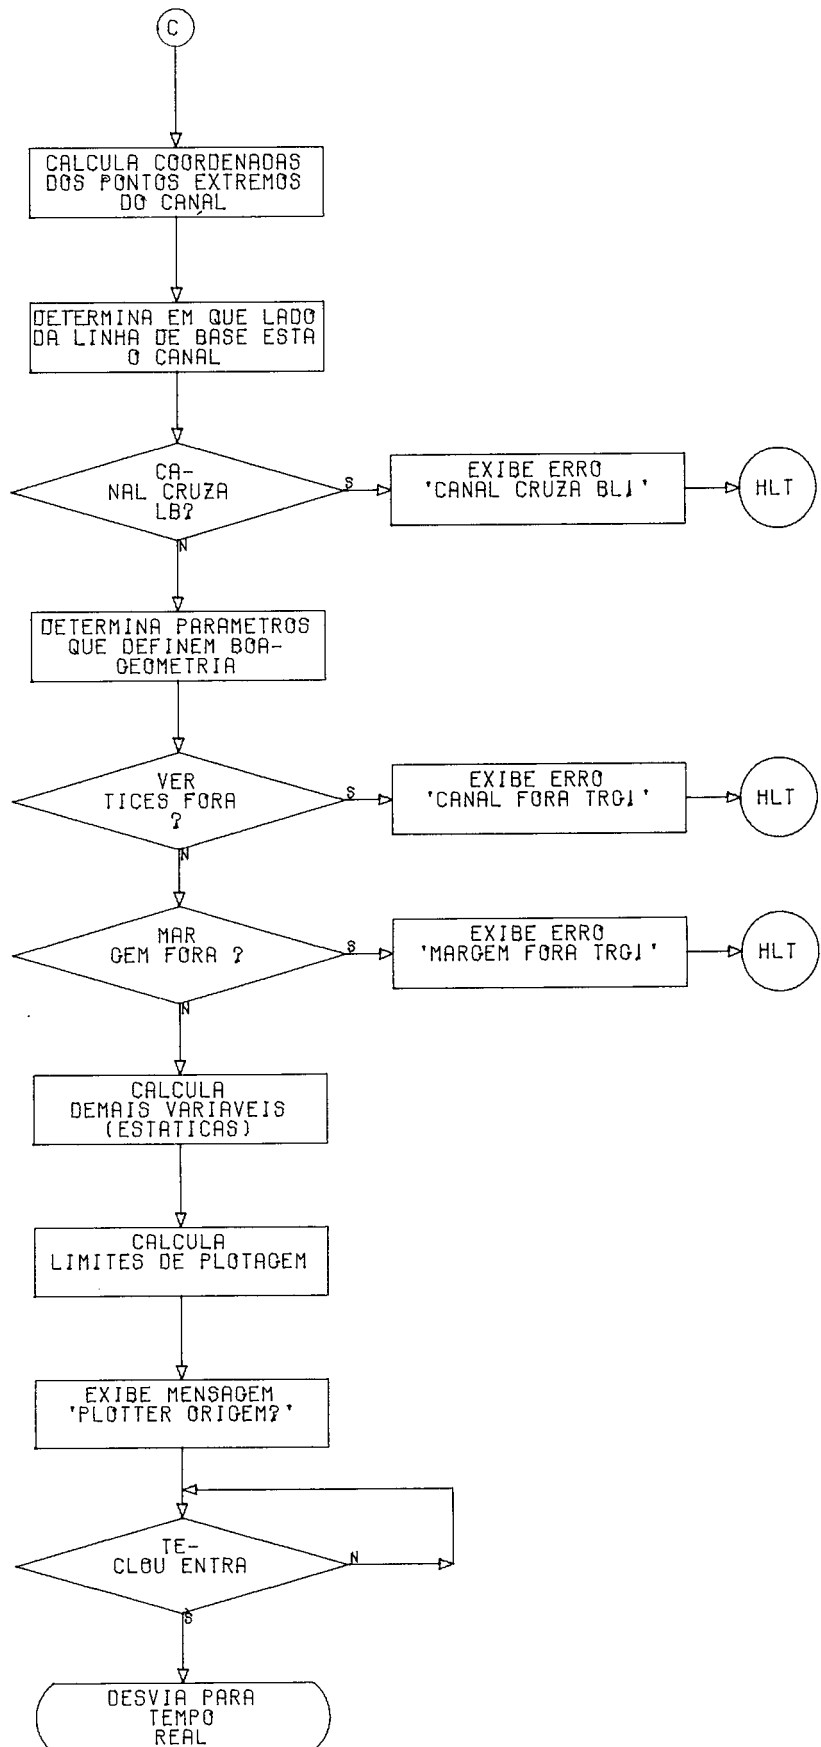 C
CALCULA COORDENADAS
DOS PONTOS EXTREMOS
DO CANAL
DETERMINA EM QUE LADO
DA LINHA DE BASE ESTA
O CANAL
CA-
NAL CRUZA
LB?
S
EXIBE ERRO
'CANAL CRUZA BL!'
HLT
N
DETERMINA PARAMETROS
QUE DEFINEM BOA-
GEOMETRIA
VER
TICES FORA
?
S
EXIBE ERRO
'CANAL FORA TRG!'
HLT
N
MAR
GEM FORA ?
S
EXIBE ERRO
'MARGEM FORA TRG!'
HLT
N
CALCULA
DEMAIS VARIAVEIS
(ESTATICAS)
CALCULA
LIMITES DE PLOTAGEM
EXIBE MENSAGEM
'PLOTTER ORIGEM?'
TE-
CLOU ENTRA
N
S
DESVIA PARA
TEMPO
REAL